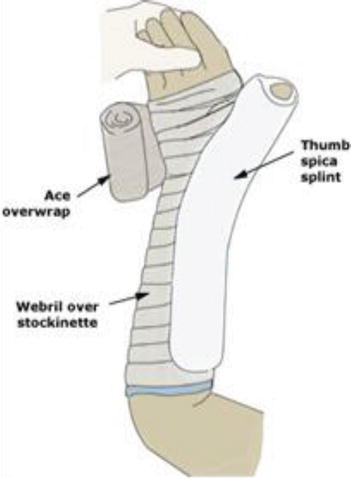 Thumb
spica
splint
Ace
overwrap
Webril over
stockinette